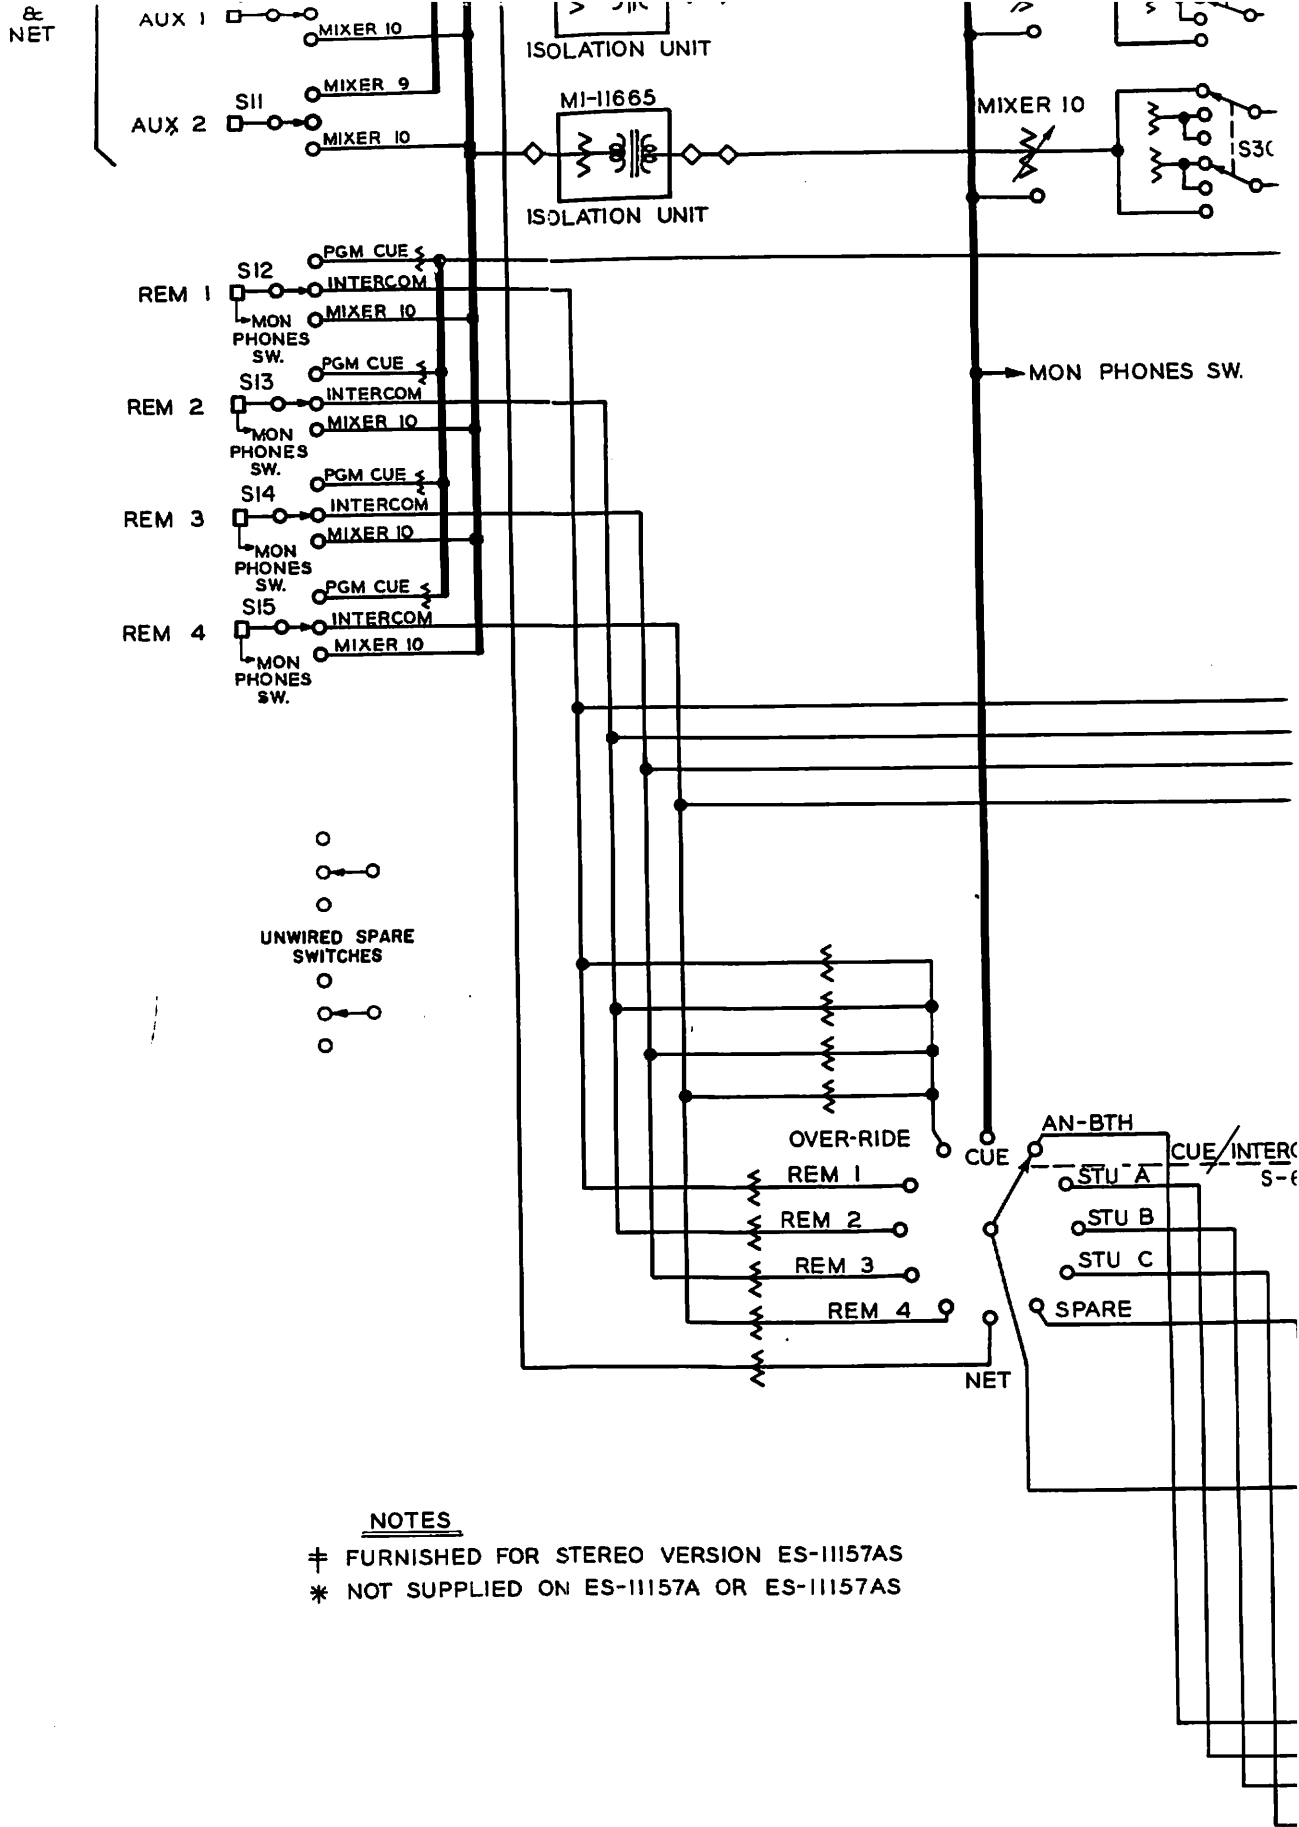 &
NET
AUX 1
MIXER 10
ISOLATION UNIT
MIXER 9
S11
AUX 2
MIXER 10
MI-11665
ISOLATION UNIT
MIXER 10
PGM CUE
S12
REM 1
INTERCOM
MIXER 10
MON
PHONES
SW.
PGM CUE
S13
REM 2
INTERCOM
MIXER 10
MON
PHONES
SW.
MON PHONES SW.
PGM CUE
S14
REM 3
INTERCOM
MIXER 10
MON
PHONES
SW.
PGM CUE
S15
REM 4
INTERCOM
MIXER 10
MON
PHONES
SW.
UNWIRED SPARE
SWITCHES
OVER-RIDE
CUE
AN-BTH
REM 1
STU A
REM 2
STU B
REM 3
STU C
REM 4
SPARE
NET
NOTES
‡ FURNISHED FOR STEREO VERSION ES-11157AS
* NOT SUPPLIED ON ES-11157A OR ES-11157AS